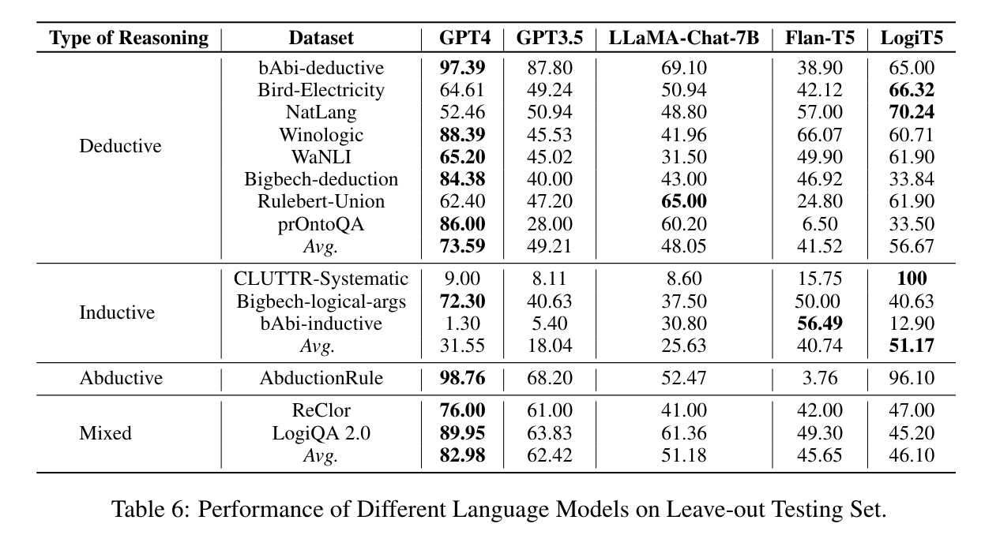 Type of Reasoning Dataset GPT4 GPT3.5 LLaMA-Chat-7B Flan-T5 LogiT5
bAbi-deductive 97.39 87.80 69.10 38.90 65.00
Bird-Electricity 64.61 49.24 50.94 42.12 66.32
NatLang 52.46 50.94 48.80 57.00 70.24
Winologic 88.39 45.53 41.96 66.07 60.71
Deductive
WaNLI 65.20 45.02 31.50 49.90 61.90
Bigbech-deduction 84.38 40.00 43.00 46.92 33.84
Rulebert-Union 62.40 47.20 65.00 24.80 61.90
prOntoQA 86.00 28.00 60.20 6.50 33.50
Avg. 73.59 49.21 48.05 41.52 56.67
CLUTTR-Systematic 9.00 8.11 8.60 15.75 100
Bigbech-logical-args 72.30 40.63 37.50 50.00 40.63
Inductive
bAbi-inductive 1.30 5.40 30.80 56.49 12.90
Avg. 31.55 18.04 25.63 40.74 51.17
Abductive AbductionRule 98.76 68.20 52.47 3.76 96.10
ReClor 76.00 61.00 41.00 42.00 47.00
Mixed LogiQA 2.0 89.95 63.83 61.36 49.30 45.20
Avg. 82.98 62.42 51.18 45.65 46.10
Table 6: Performance of Different Language Models on Leave-out Testing Set.